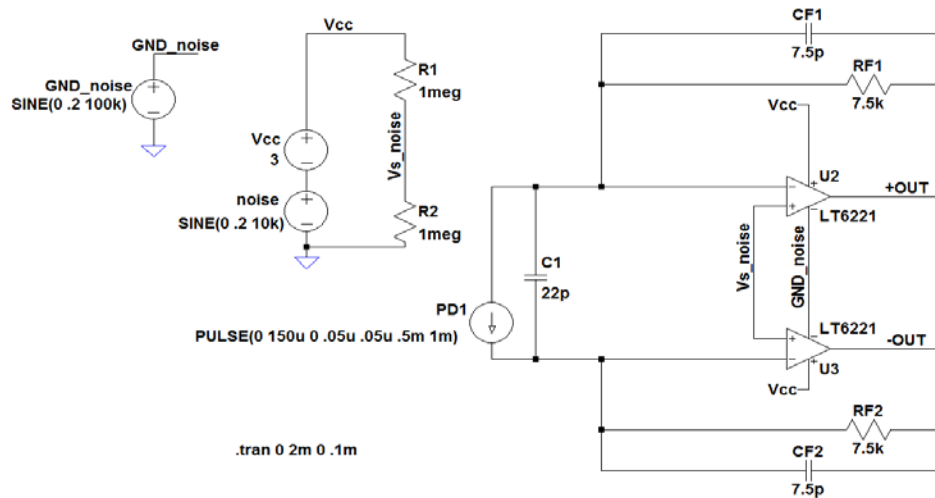 GND_noise
GND_noise
SINE(0 .2 100k)
Vcc
R1
1meg
Vcc
3
Vs_noise
noise
SINE(0 .2 10k)
R2
1meg
CF1
7.5p
RF1
7.5k
Vcc
U2
+OUT
LT6221
C1
22p
Vs_noise
GND_noise
PD1
PULSE(0 150u 0 .05u .05u .5m 1m)
LT6221
-OUT
U3
Vcc
RF2
7.5k
CF2
7.5p
.tran 0 2m 0 .1m